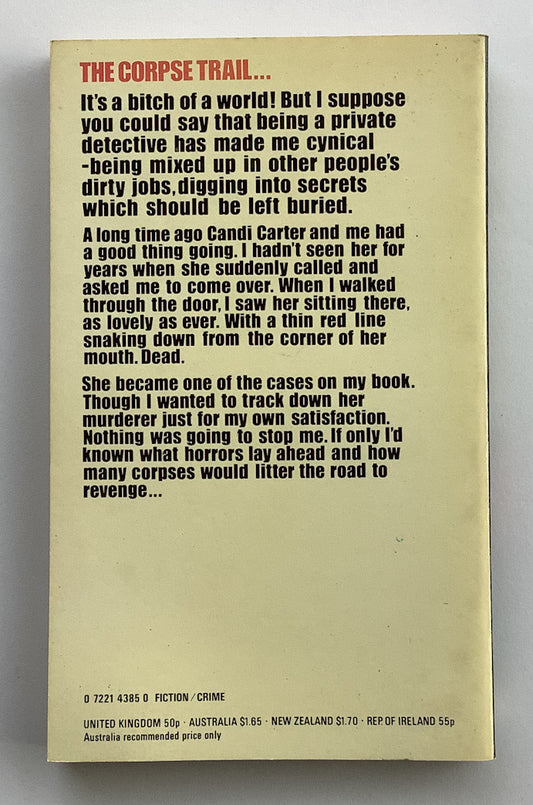 THE CORPSE TRAIL...
It's a bitch of a world! But I suppose
you could say that being a private
detective has made me cynical
-being mixed up in other people's
dirty jobs,digging into secrets
which should be left buried.
A long time ago Candi Carter and me had
a good thing going. I hadn't seen her for
years when she suddenly called and
asked me to come over. When I walked
through the door, I saw her sitting there,
as lovely as ever. With a thin red line
snaking down from the corner of her
mouth. Dead.
She became one of the cases on my book.
Though I wanted to track down her
murderer just for my own satisfaction.
Nothing was going to stop me. If only I'd
known what horrors lay ahead and how
many corpses would litter the road to
revenge...
0 7221 4385 0 FICTION/CRIME
UNITED KINGDOM 50p · AUSTRALIA $1.65 · NEW ZEALAND $1.70 · REP OF IRELAND 55p
Australia recommended price only